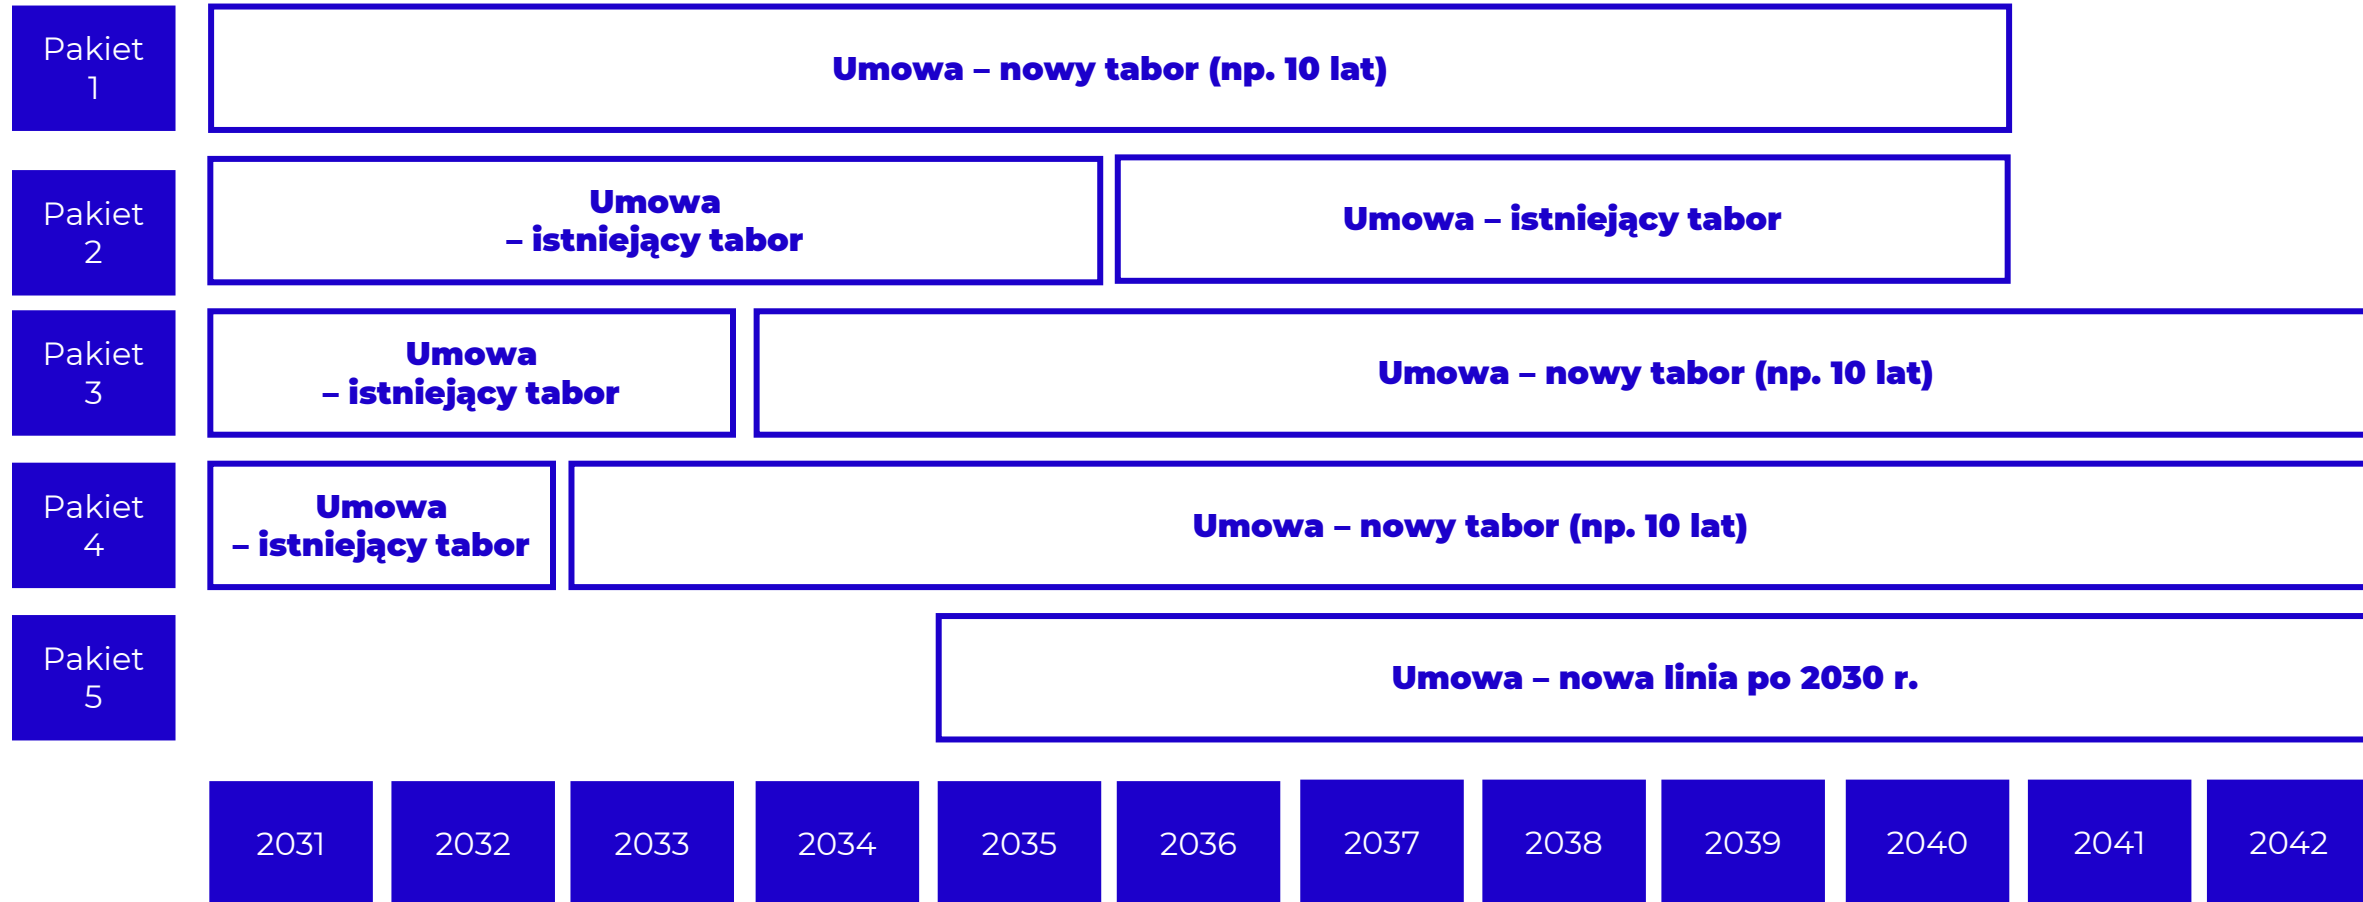 Pakiet
1
Umowa – nowy tabor (np. 10 lat)
Pakiet
2
Umowa
– istniejący tabor
Umowa – istniejący tabor
Pakiet
3
Umowa
– istniejący tabor
Umowa – nowy tabor (np. 10 lat)
Pakiet
4
Umowa
– istniejący tabor
Umowa – nowy tabor (np. 10 lat)
Pakiet
5
Umowa – nowa linia po 2030 r.
2031
2032
2033
2034
2035
2036
2037
2038
2039
2040
2041
2042